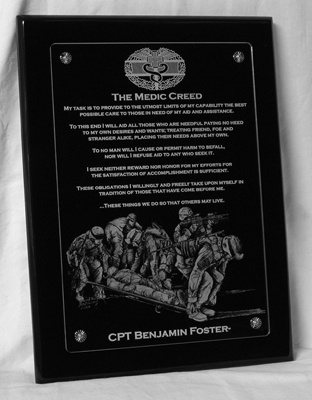 THE MEDIC CREED
MY TASK IS TO PROVIDE TO THE UTMOST LIMITS OF MY CAPABILITY THE BEST
POSSIBLE CARE TO THOSE IN NEED OF MY AID AND ASSISTANCE.
TO THIS END I WILL AID ALL THOSE WHO ARE NEEDFUL PAYING NO NEED
TO MY OWN DESIRES AND WANTS; TREATING FRIEND, FOE AND
STRANGER ALIKE, PLACING THEIR NEEDS ABOVE MY OWN.
TO NO MAN WILL I CAUSE OR PERMIT HARM TO BEFALL,
NOR WILL I REFUSE AID TO ANY WHO SEEK IT.
I SEEK NEITHER REWARD NOR HONOR FOR MY EFFORTS FOR
THE SATISFACTION OF ACCOMPLISHMENT IS SUFFICIENT.
THESE OBLIGATIONS I WILLINGLY AND FREELY TAKE UPON MYSELF IN
TRADITION OF THOSE THAT HAVE COME BEFORE ME.
...THESE THINGS WE DO SO THAT OTHERS MAY LIVE.
CPT BENJAMIN FOSTER-